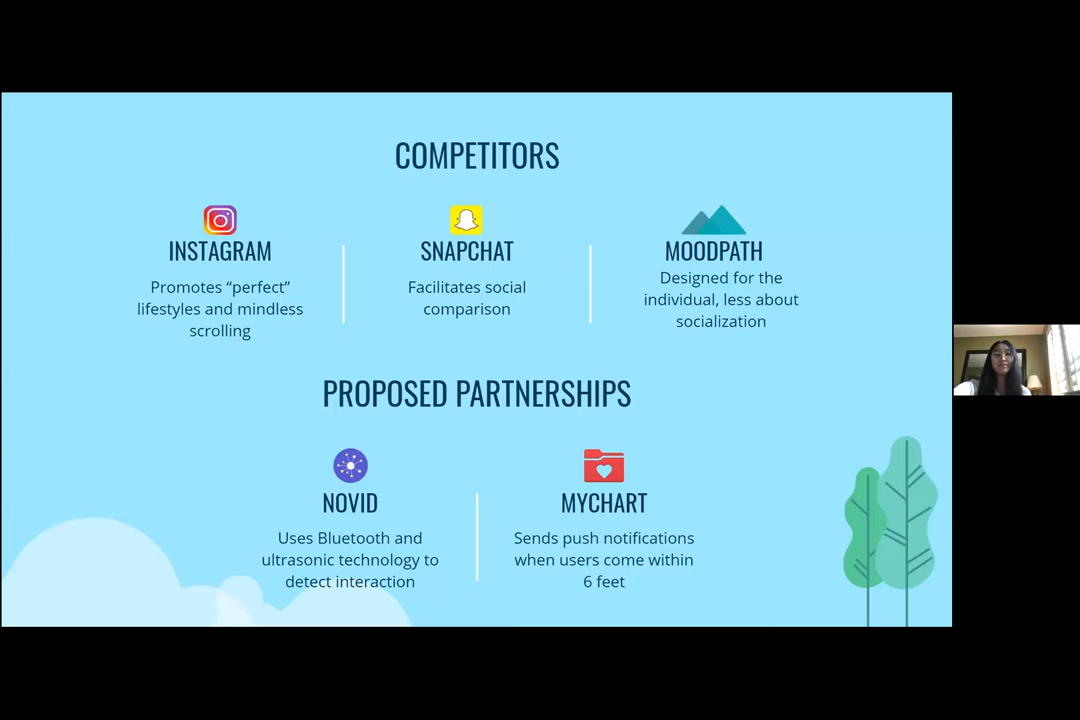 COMPETITORS
INSTAGRAM
Promotes “perfect”
lifestyles and mindless
scrolling
SNAPCHAT
Facilitates social
comparison
MOODPATH
Designed for the
individual, less about
socialization
PROPOSED PARTNERSHIPS
NOVID
Uses Bluetooth and
ultrasonic technology to
detect interaction
MYCHART
Sends push notifications
when users come within
6 feet